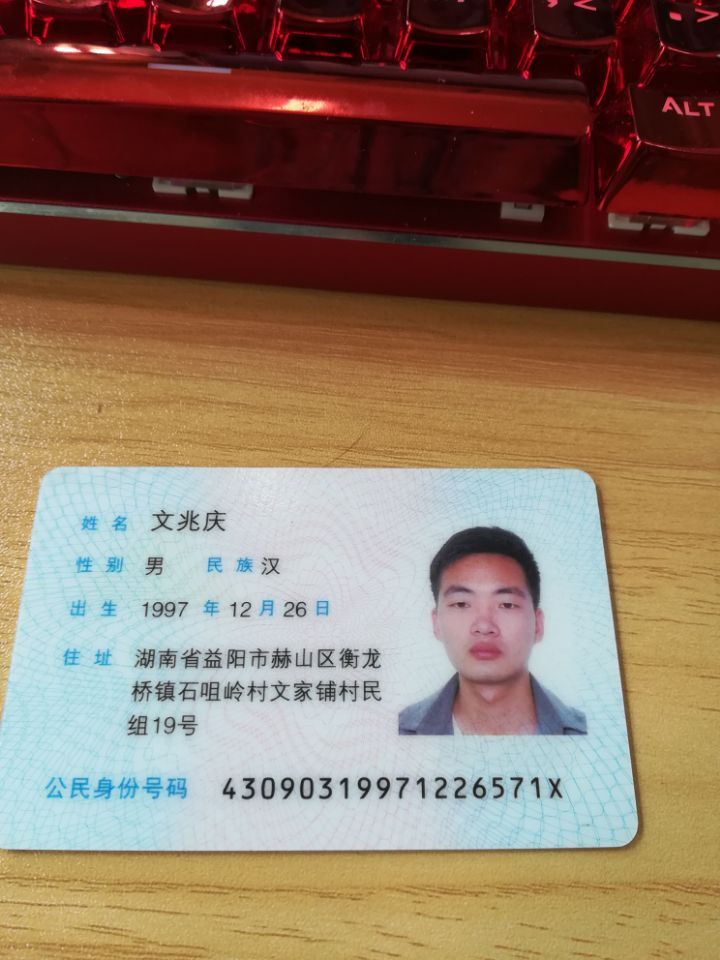 ALT
姓名 文兆庆
性别 男 民族 汉
出生 1997 年 12 月 26 日
住址 湖南省益阳市赫山区衡龙
桥镇石咀岭村文家铺村民
组19号
公民身份号码 43090319971226571X